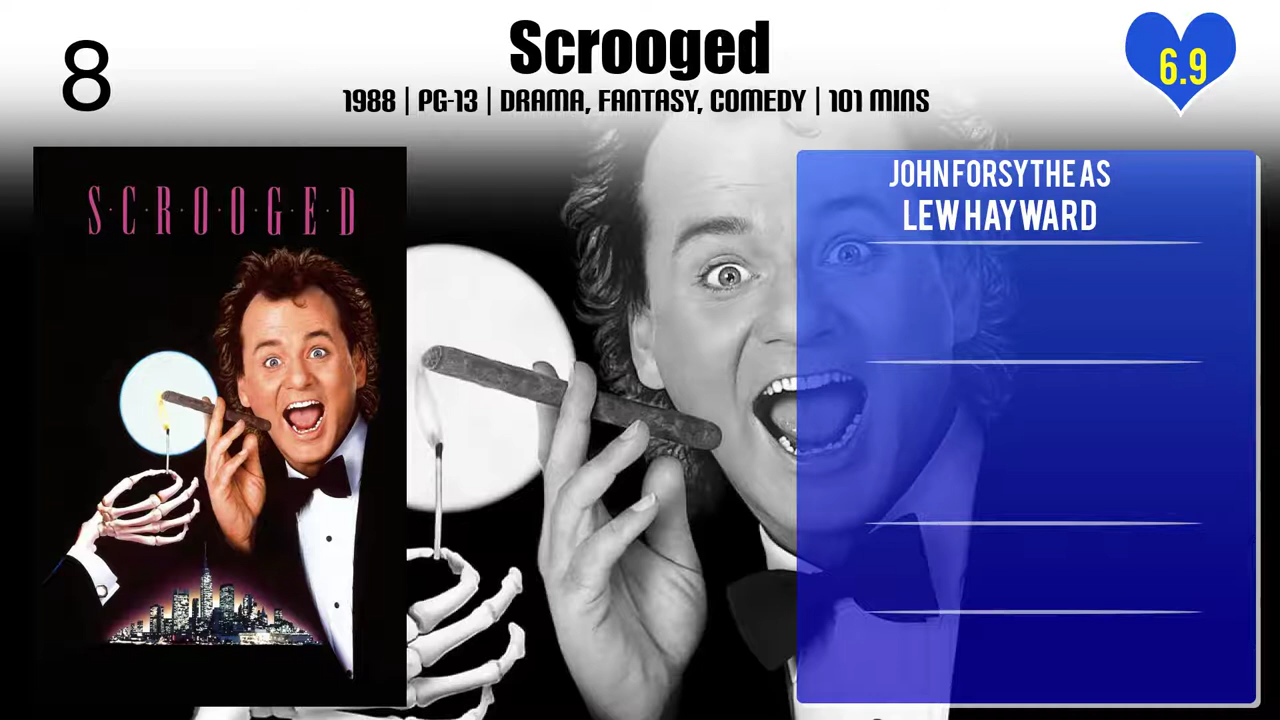 8
Scrooged
6.9
1988 | PG-13 | DRAMA, FANTASY, COMEDY | 101 MINS
S·C·R·O·O·G·E·D
JOHN FORSYTHE AS
LEW HAYWARD